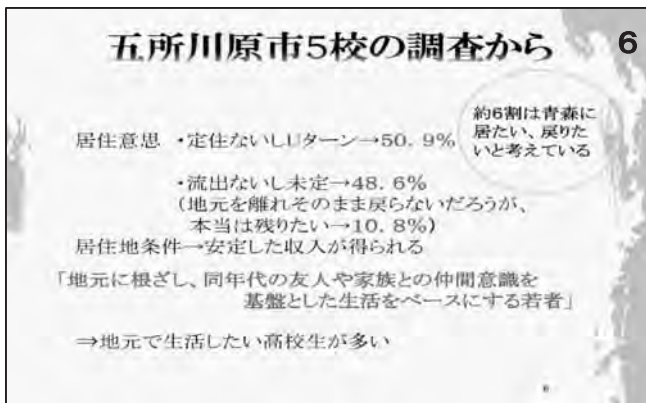 五所川原市5校の調査から
6
約6割は青森に
居たい、戻りた
いと考えている
居住意思 ・定住ないしUターン→50.9%
・流出ないし未定→48.6%
(地元を離れそのまま戻らないだろうが、
本当は残りたい→10.8%)
居住地条件→安定した収入が得られる
「地元に根ざし、同年代の友人や家族との仲間意識を
基盤とした生活をベースにする若者」
⇒地元で生活したい高校生が多い